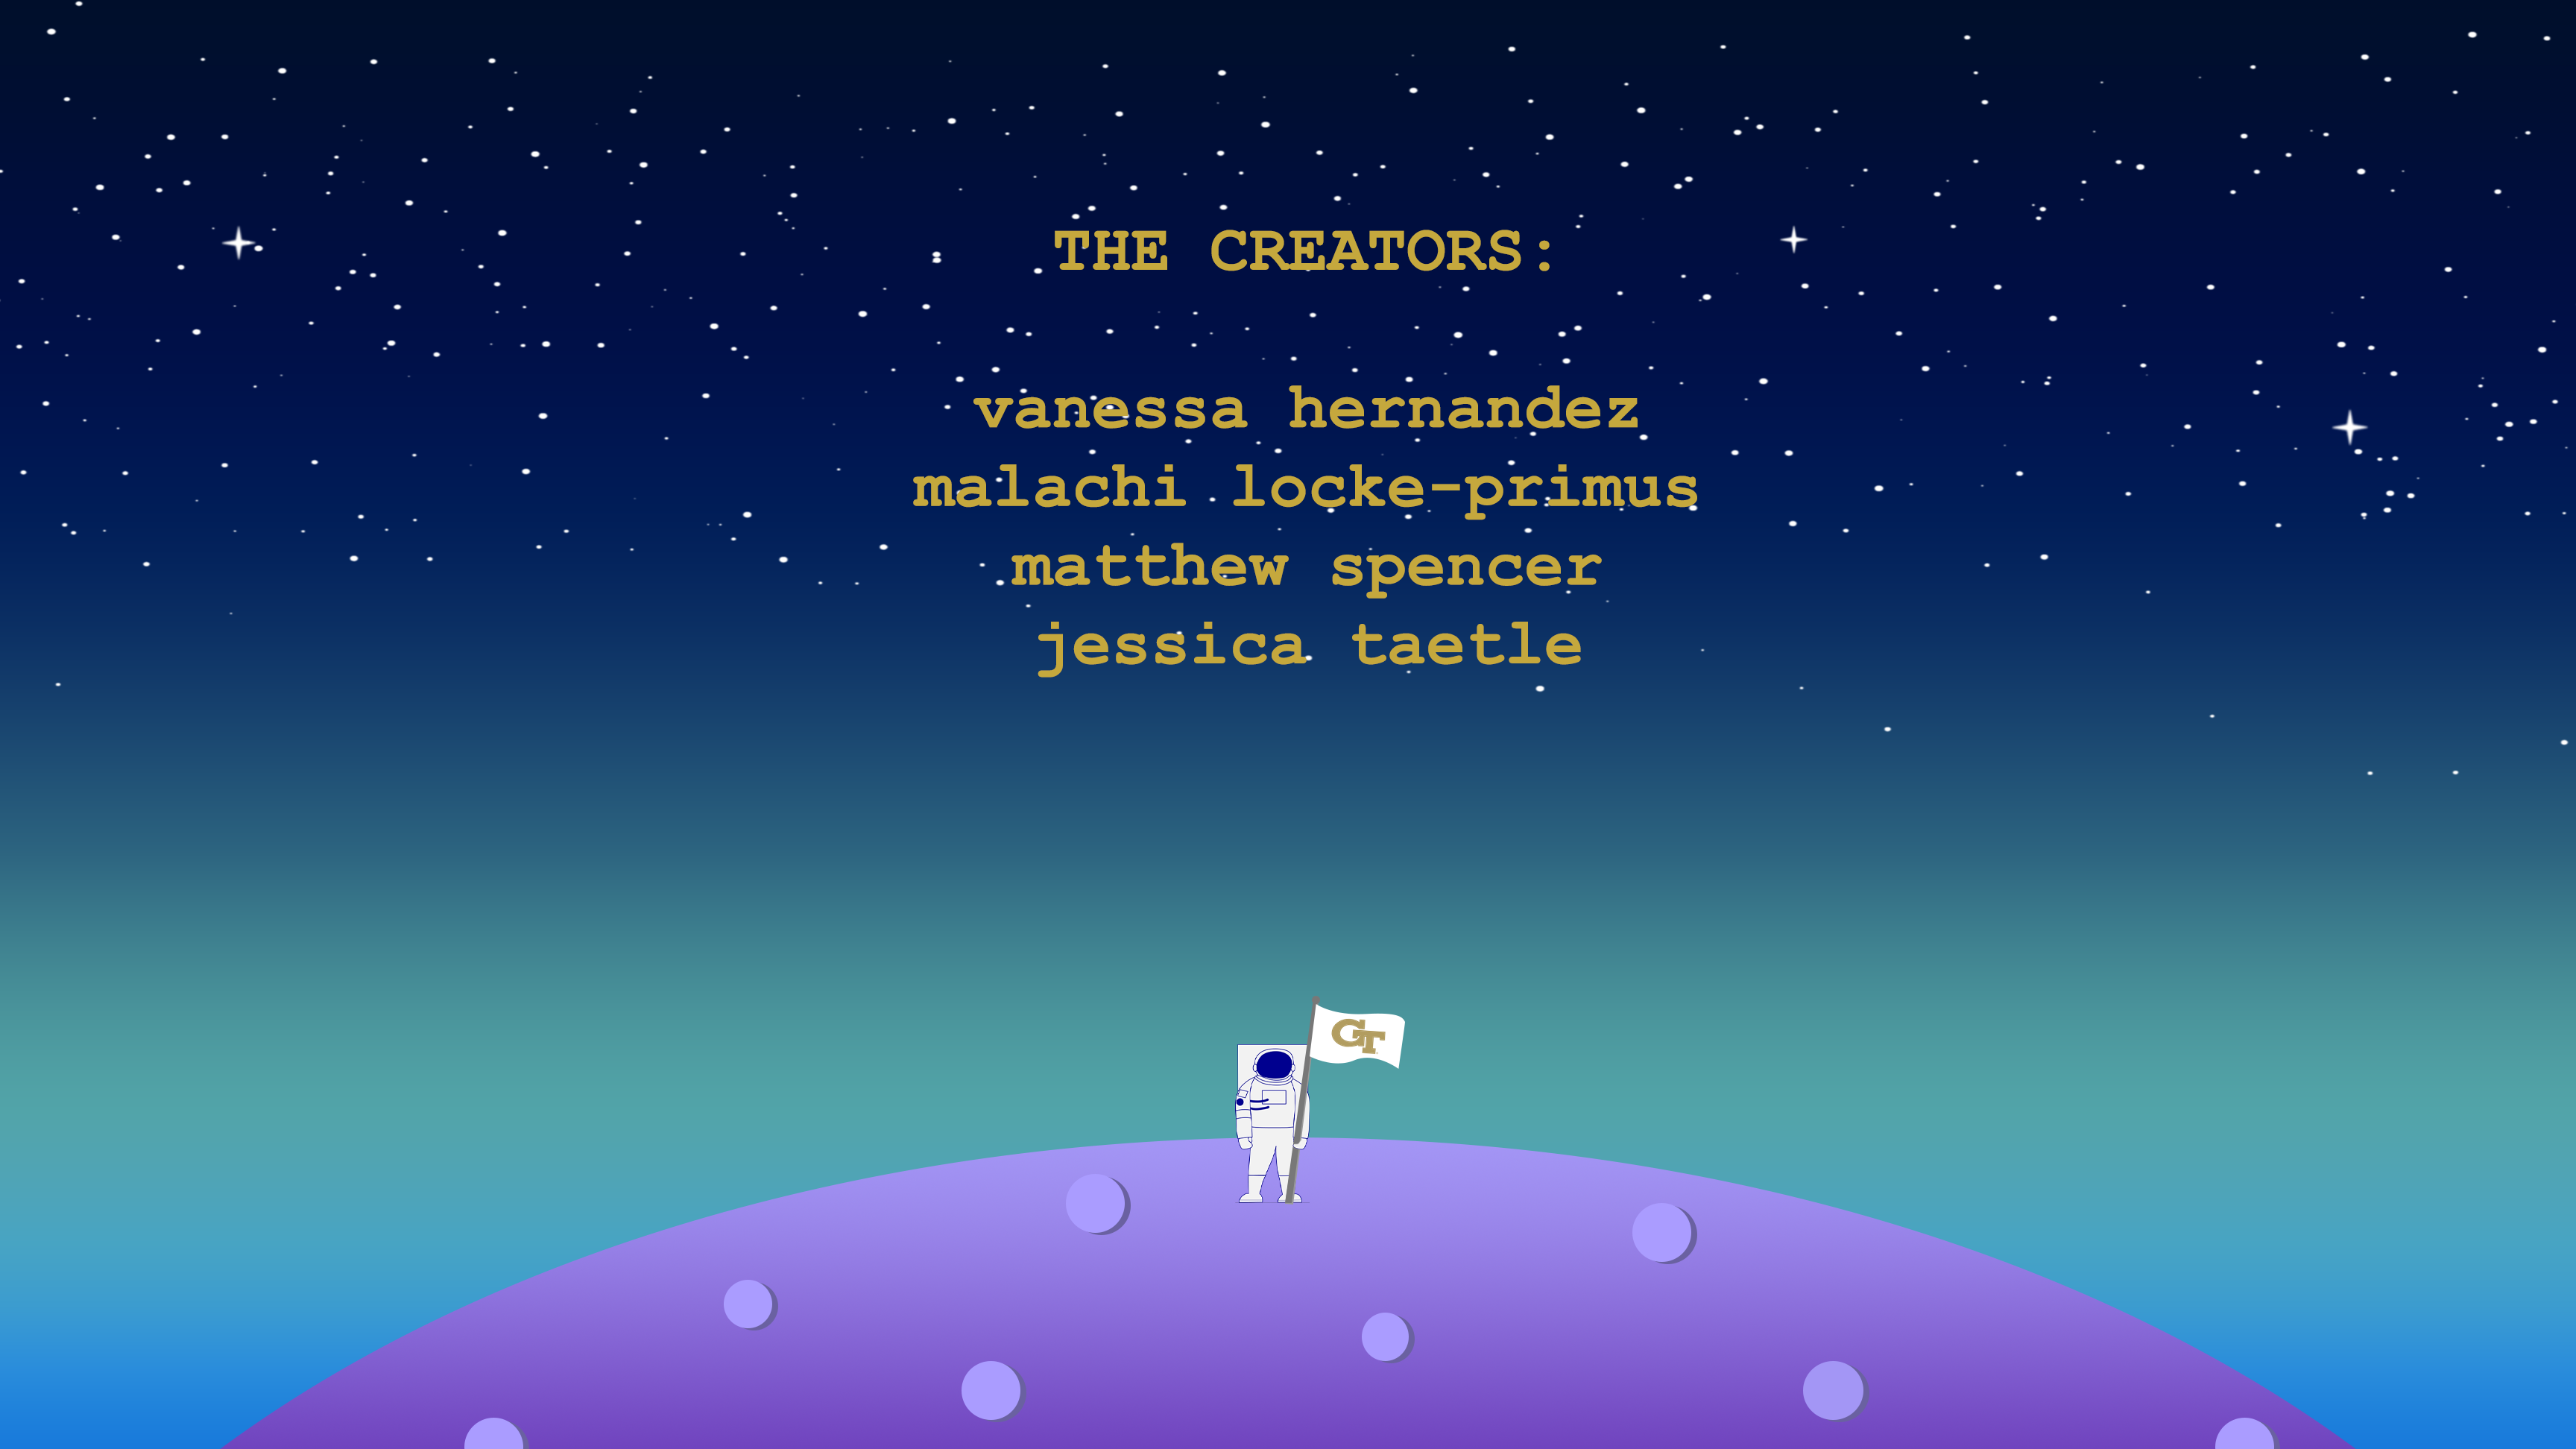 THE CREATORS:
vanessa hernandez
malachi locke-primus
matthew spencer
jessica taetle
GT